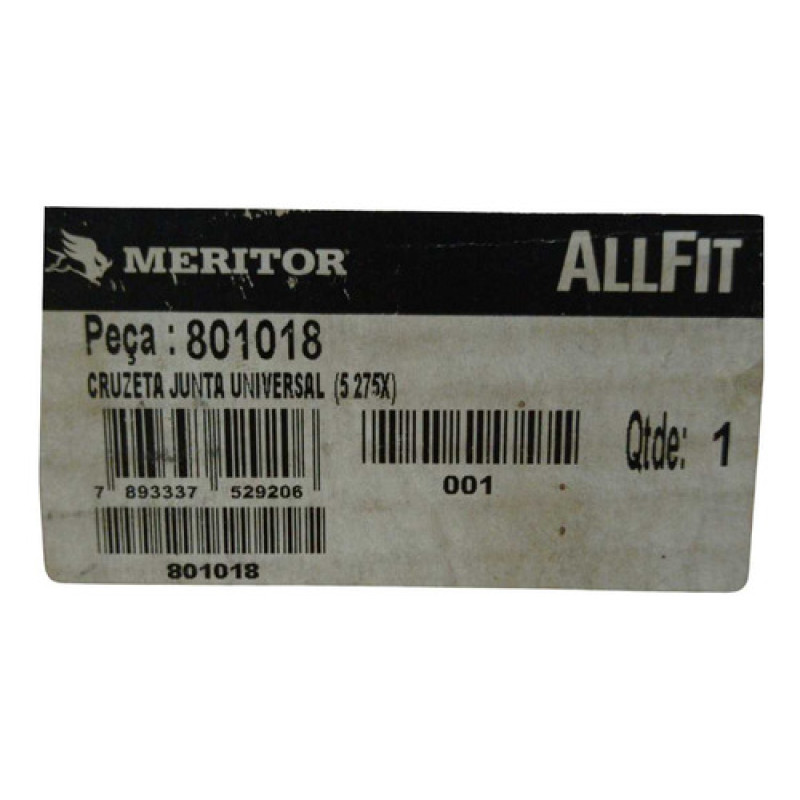 MERITOR
ALLFIT
Peça : 801018
CRUZETA JUNTA UNIVERSAL (5 275X)
7 893337 529206
001
Qtde: 1
801018